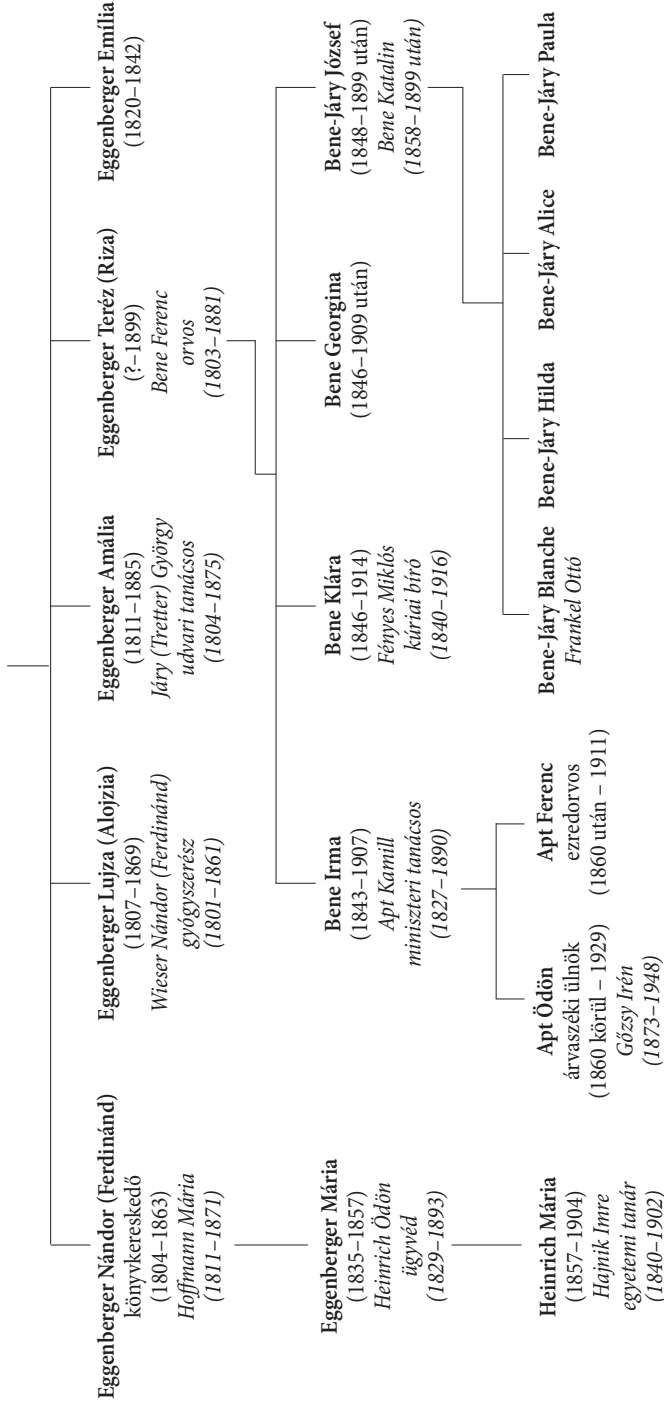 Eggenberger Nándor (Ferdinánd)
könyvkereskedő
(1804–1863)
Hoffmann Mária
(1811–1871)
Eggenberger Lujza (Alojzia)
(1807–1869)
Wieser Nándor (Ferdinánd)
gyógyszerész
(1801–1861)
Eggenberger Amália
(1811–1885)
Járy (Tretter) György
udvari tanácsos
(1804–1875)
Eggenberger Teréz (Riza)
(?–1899)
Bene Ferenc
orvos
(1803–1881)
Eggenberger Emília
(1820–1842)
Eggenberger Mária
(1835–1857)
Heinrich Ödön
ügyvéd
(1829–1893)
Bene Irma
(1843–1907)
Apt Kamill
miniszteri tanácsos
(1827–1890)
Bene Klára
(1846–1914)
Fényes Miklós
kúriai bíró
(1840–1916)
Bene Georgina
(1846–1909 után)
Bene-Járy József
(1848–1899 után)
Bene Katalin
(1858–1899 után)
Heinrich Mária
(1857–1904)
Hajnik Imre
egyetemi tanár
(1840–1902)
Apt Ödön
árvaszéki ülnök
(1860 körül – 1929)
Gőzsy Irén
(1873–1948)
Apt Ferenc
ezredorvos
(1860 után – 1911)
Bene-Járy Blanche
Frankel Ottó
Bene-Járy Hilda
Bene-Járy Alice
Bene-Járy Paula